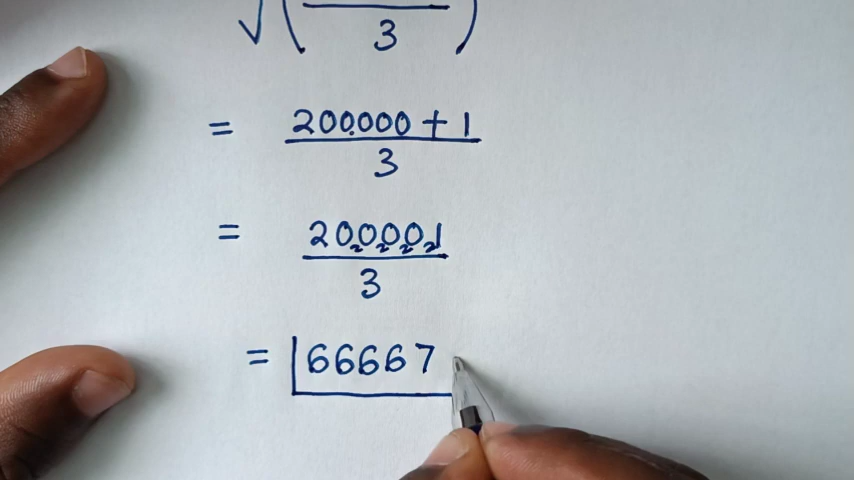 √( / 3 )
= 200000 + 1 / 3
= 200001 / 3
= 66667